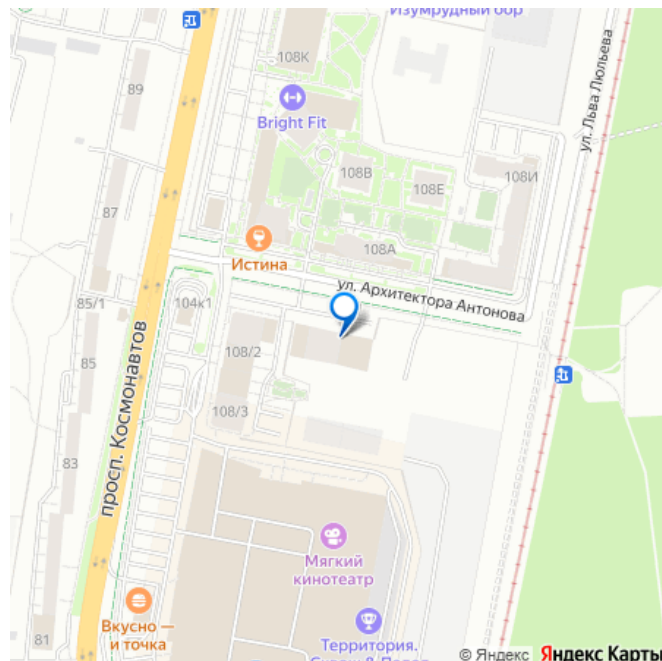 Изумрудный бор
108К
89
Bright Fit
ул. Льва Люльева
108В
108Е
108И
87
108А
Истина
ул. Архитектора Антонова
85/1
104к1
просп. Космонавтов
85
108/2
108/3
83
Мягкий
кинотеатр
Вкусно —
и точка
81
Территория.
© Яндекс Яндекс Карты